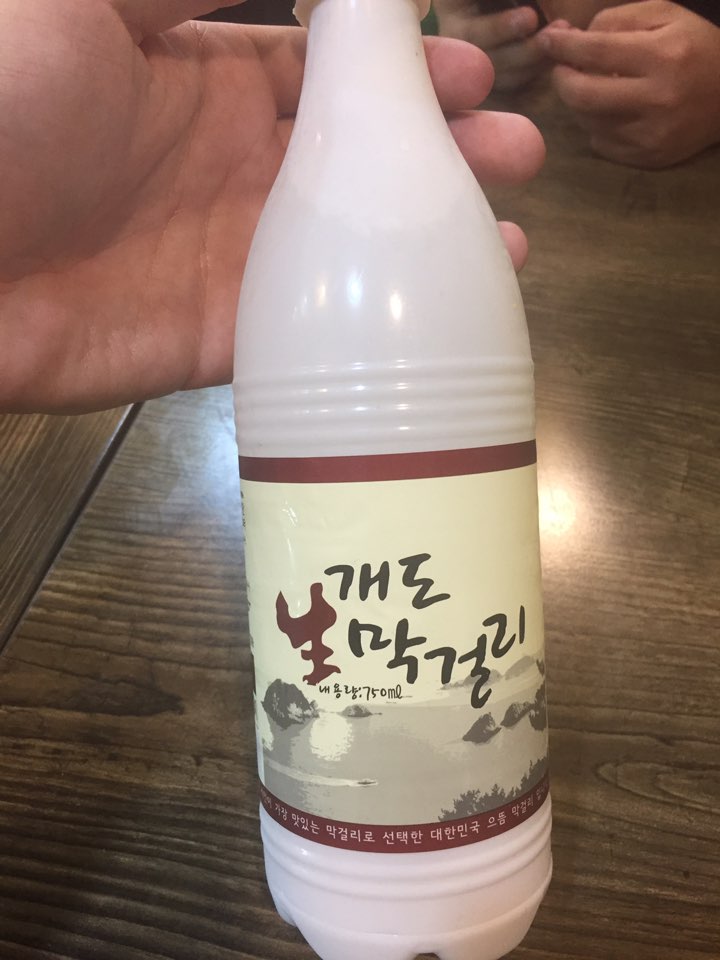 개도
生막걸리
내용량:750ml
가장 맛있는 막걸리로 선택한 대한민국 으뜸 막걸리